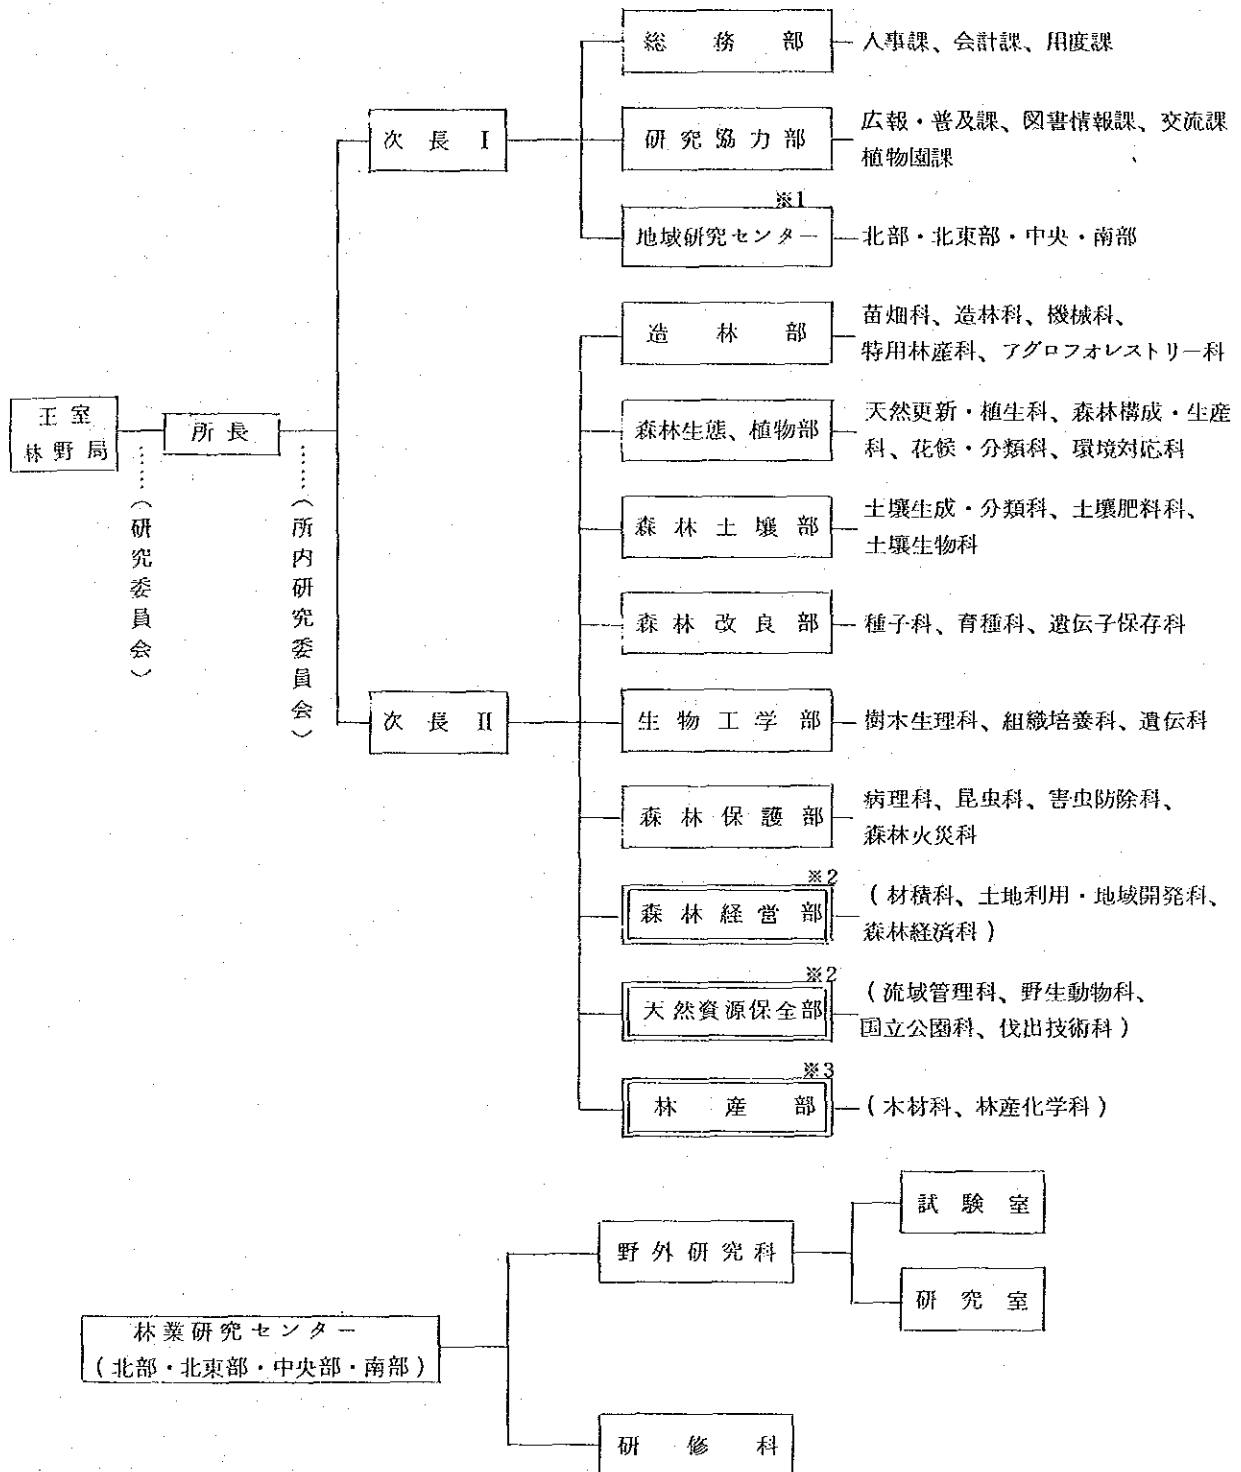 王室
林野局
……(研究委員会)
所長
……(所内研究委員会)
次長I
総務部
人事課、会計課、用度課
研究協力部
広報・普及課、図書情報課、交流課
植物園課
※1
地域研究センター
北部・北東部・中央・南部
次長II
造林部
苗畑科、造林科、機械科、
特用林産科、アグロフオレストリー科
森林生態、植物部
天然更新・植生科、森林構成・生産
科、花候・分類科、環境対応科
森林土壌部
土壌生成・分類科、土壌肥料科、
土壌生物科
森林改良部
種子科、育種科、遺伝子保存科
生物工学部
樹木生理科、組織培養科、遺伝科
森林保護部
病理科、昆虫科、害虫防除科、
森林火災科
※2
森林経営部
(材積科、土地利用・地域開発科、
森林経済科)
※2
天然資源保全部
(流域管理科、野生動物科、
国立公園科、伐出技術科)
※3
林産部
(木材科、林産化学科)
林業研究センター
(北部・北東部・中央部・南部)
野外研究科
試験室
研究室
研修科